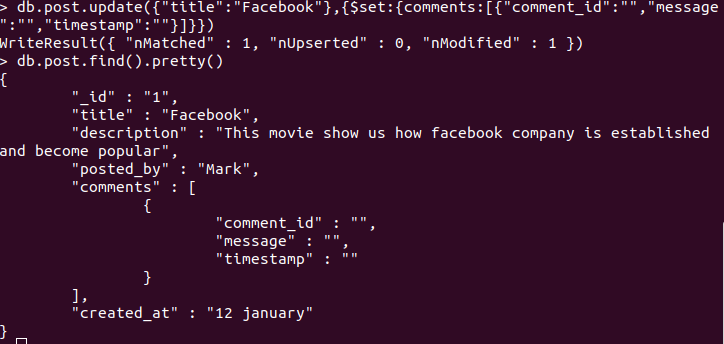 > db.post.update({"title":"Facebook"},{$set:{comments:[{"comment_id":"","message
":"","timestamp":""}]}})
WriteResult({ "nMatched" : 1, "nUpserted" : 0, "nModified" : 1 })
> db.post.find().pretty()
{
        "_id" : "1",
        "title" : "Facebook",
        "description" : "This movie show us how facebook company is established
and become popular",
        "posted_by" : "Mark",
        "comments" : [
                {
                        "comment_id" : "",
                        "message" : "",
                        "timestamp" : ""
                }
        ],
        "created_at" : "12 january"
}